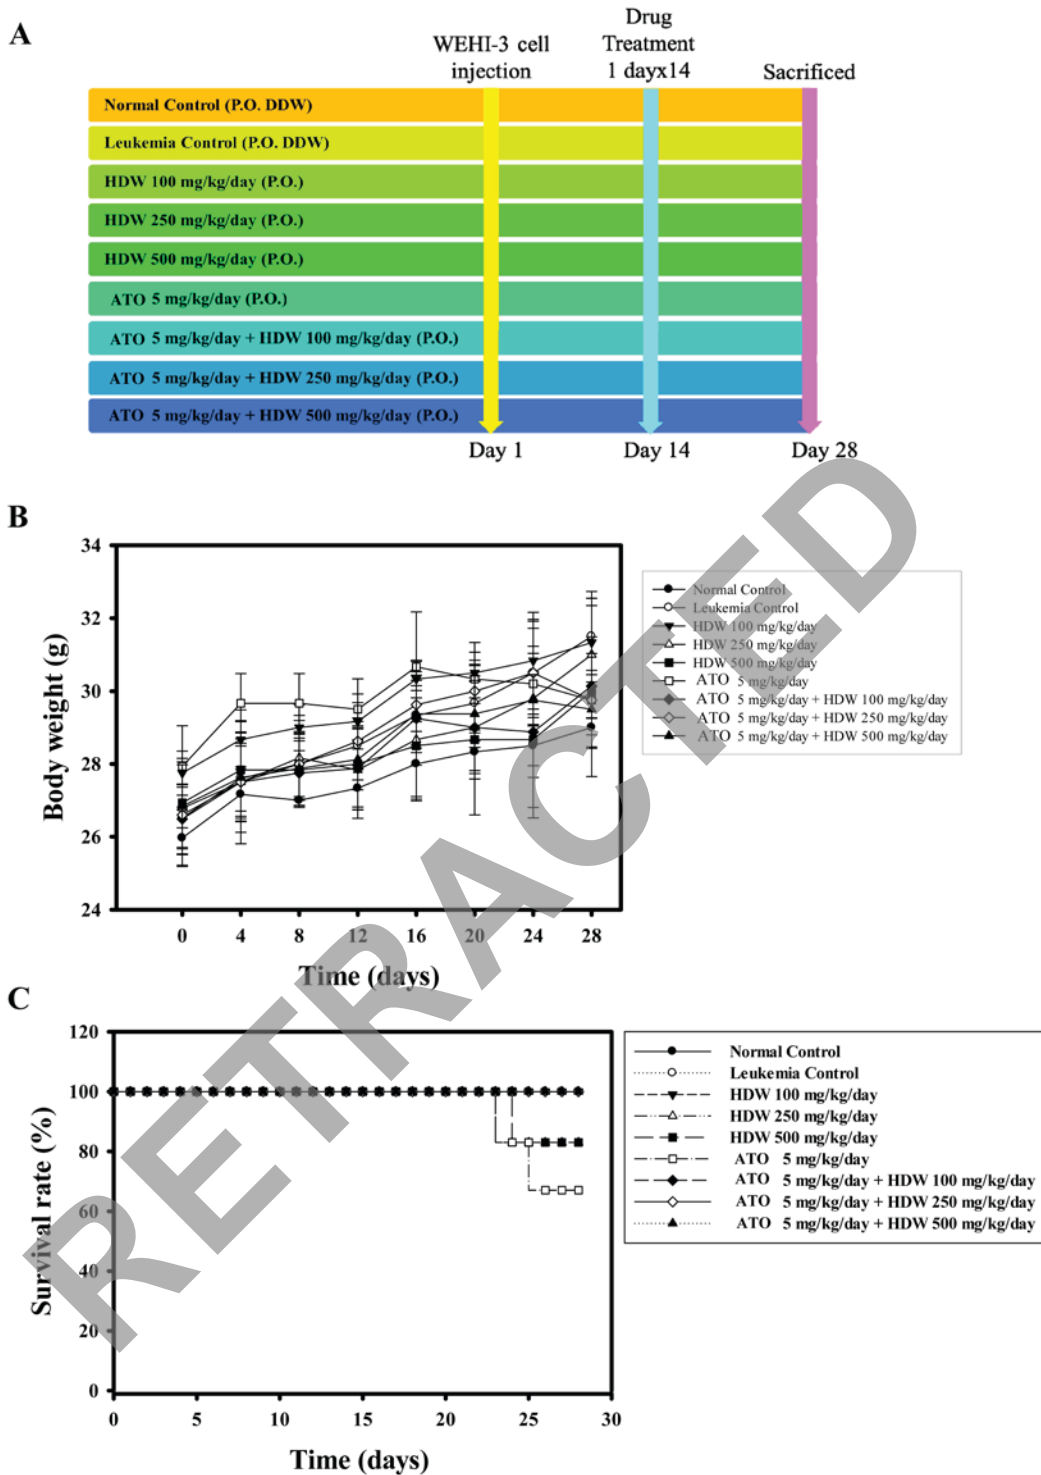 A
WEHI-3 cell
injection
Drug
Treatment
1 dayx14
Sacrificed
Normal Control (P.O. DDW)
Leukemia Control (P.O. DDW)
HDW 100 mg/kg/day (P.O.)
HDW 250 mg/kg/day (P.O.)
HDW 500 mg/kg/day (P.O.)
ATO 5 mg/kg/day (P.O.)
ATO 5 mg/kg/day + HDW 100 mg/kg/day (P.O.)
ATO 5 mg/kg/day + HDW 250 mg/kg/day (P.O.)
ATO 5 mg/kg/day + HDW 500 mg/kg/day (P.O.)
Day 1
Day 14
Day 28
B
34
32
30
28
26
24
Body weight (g)
0 4 8 12 16 20 24 28
Time (days)
Normal Control
Leukemia Control
HDW 100 mg/kg/day
HDW 250 mg/kg/day
HDW 500 mg/kg/day
ATO 5 mg/kg/day
ATO 5 mg/kg/day + HDW 100 mg/kg/day
ATO 5 mg/kg/day + HDW 250 mg/kg/day
ATO 5 mg/kg/day + HDW 500 mg/kg/day
C
120
100
80
60
40
20
0
Survival rate (%)
0 5 10 15 20 25 30
Time (days)
Normal Control
Leukemia Control
HDW 100 mg/kg/day
HDW 250 mg/kg/day
HDW 500 mg/kg/day
ATO 5 mg/kg/day
ATO 5 mg/kg/day + HDW 100 mg/kg/day
ATO 5 mg/kg/day + HDW 250 mg/kg/day
ATO 5 mg/kg/day + HDW 500 mg/kg/day
RETRACTED